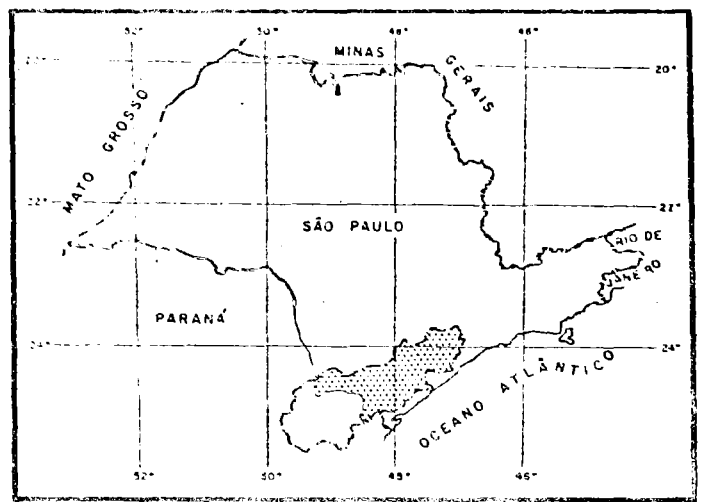 52° 50° 48° 46°
MINAS GERAIS
20°
MATO GROSSO
22°
SÃO PAULO
RIO DE
JANEIRO
PARANÁ
24° 24°
OCEANO ATLÂNTICO
52° 50° 48° 46°